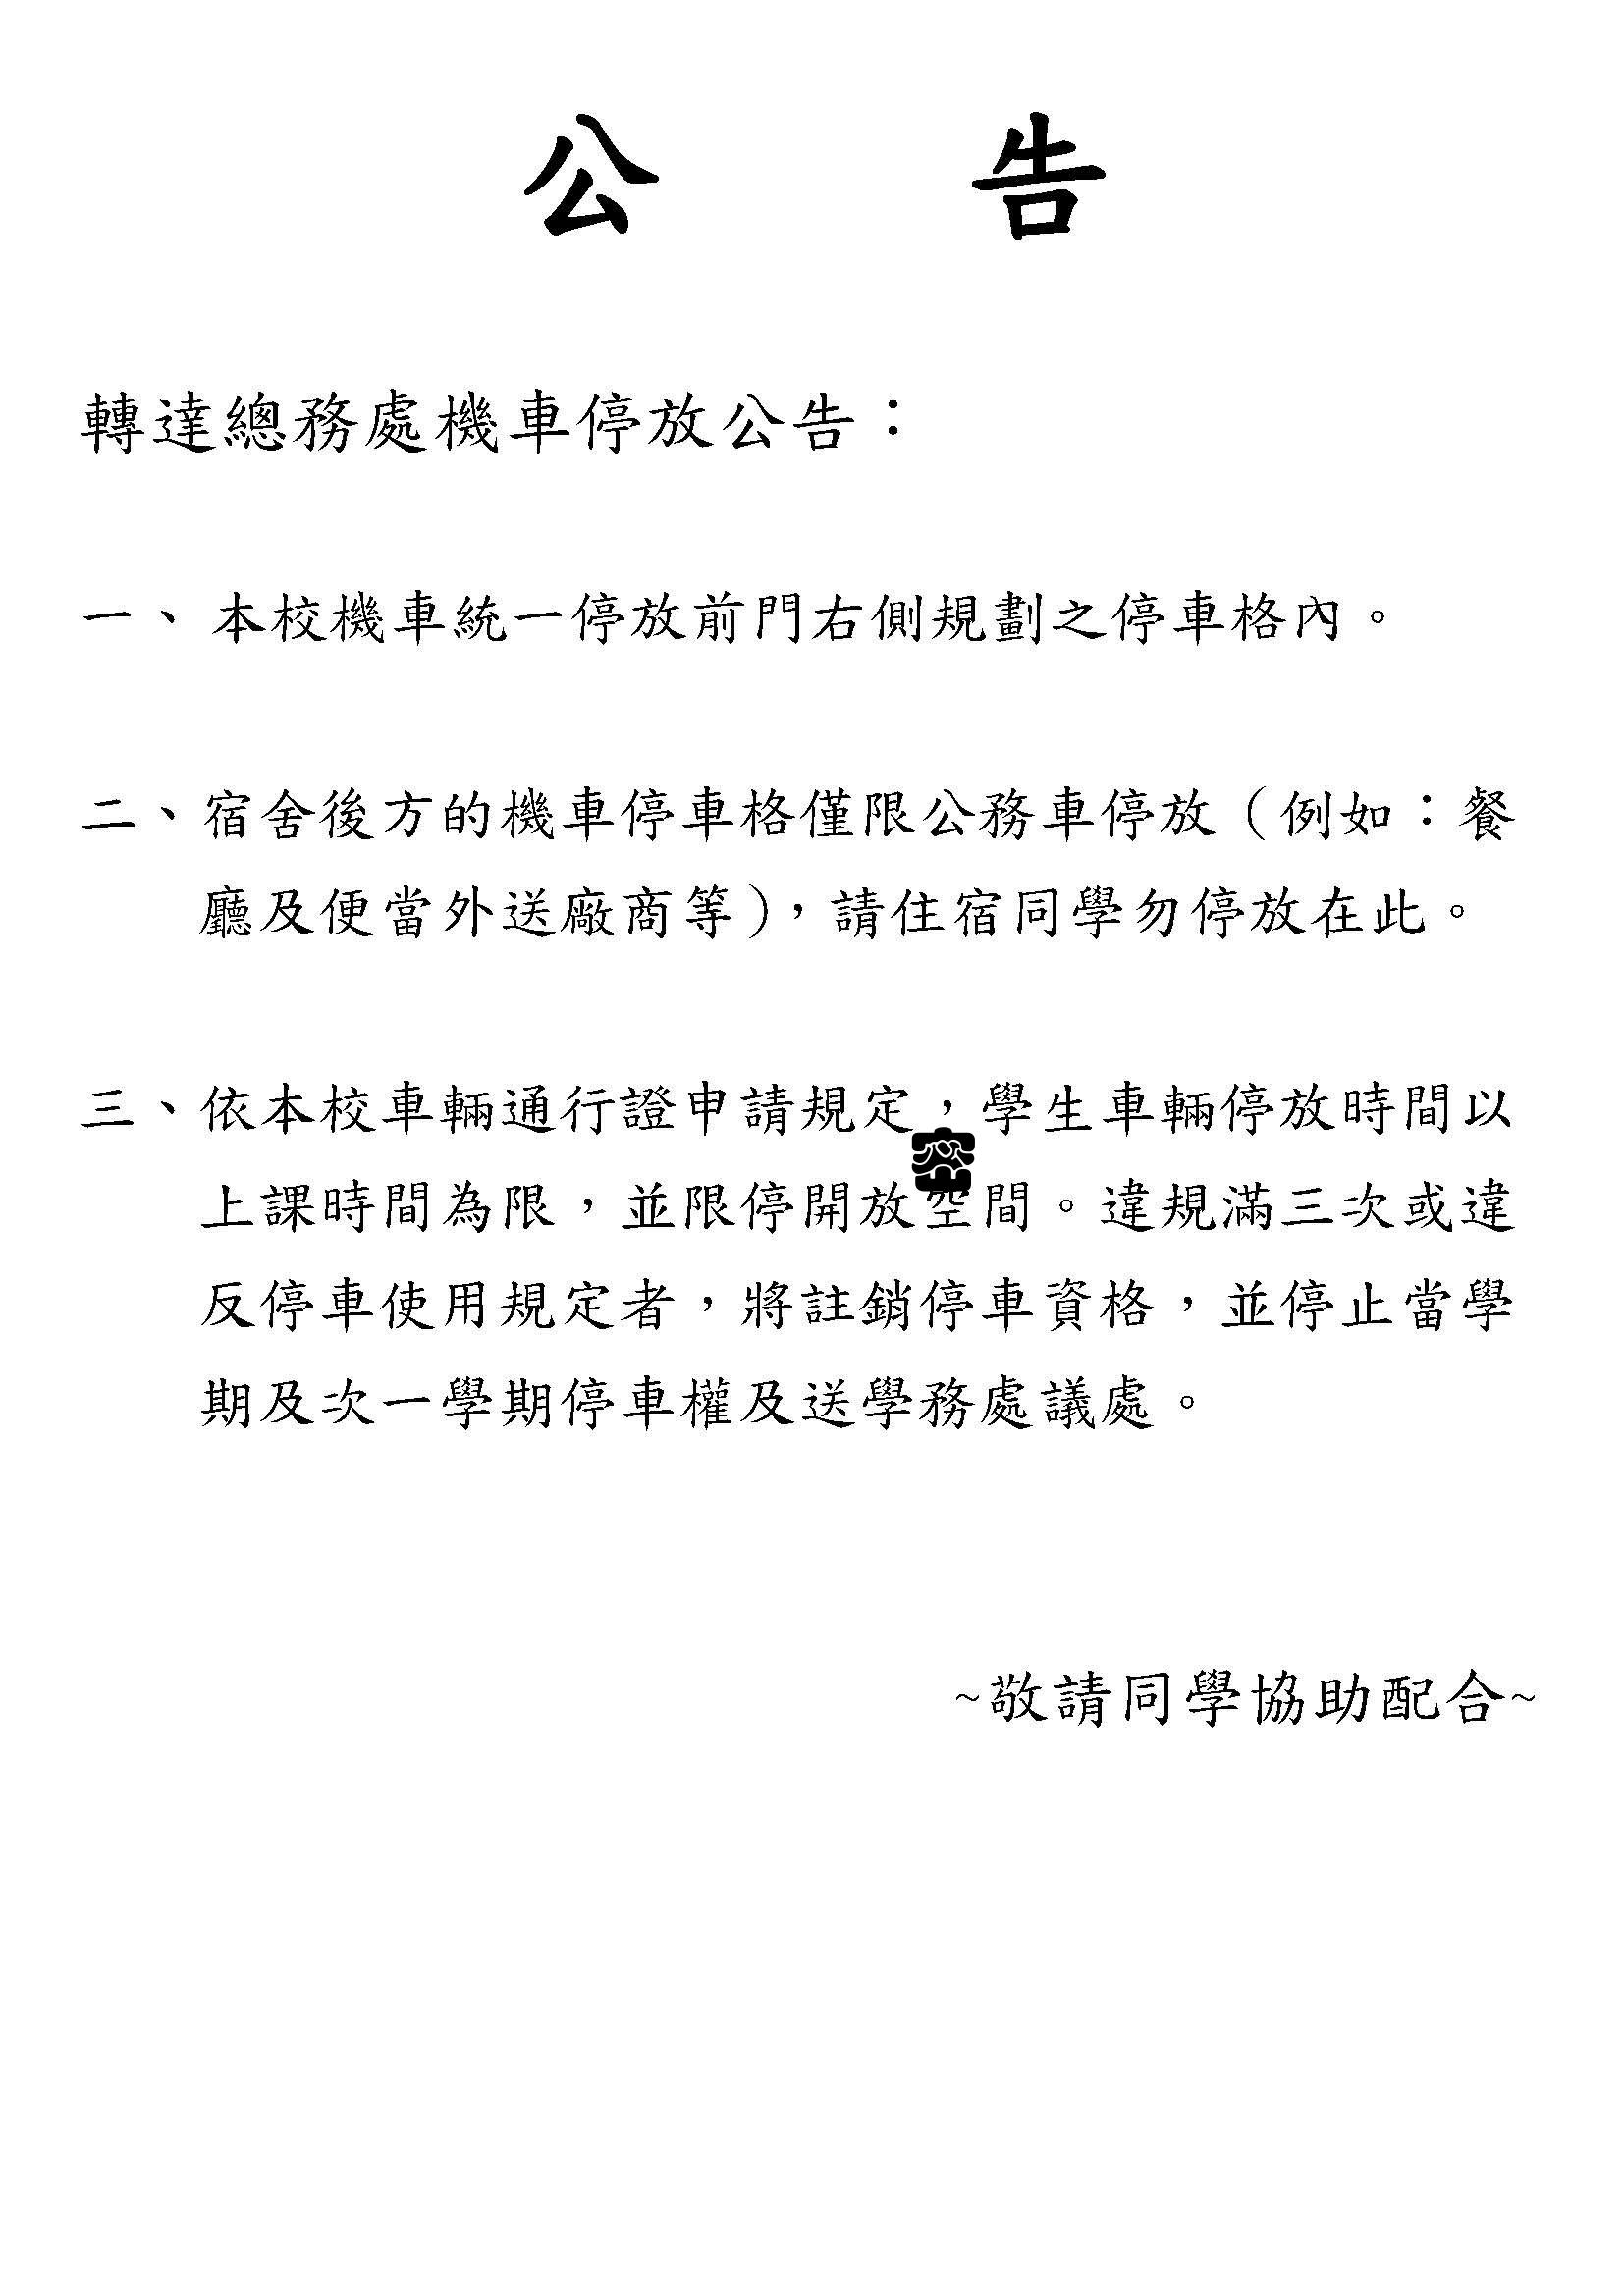 公 告
轉達總務處機車停放公告：
一、 本校機車統一停放前門右側規劃之停車格內。
二、宿舍後方的機車停車格僅限公務車停放（例如：餐
廳及便當外送廠商等），請住宿同學勿停放在此。
三、依本校車輛通行證申請規定，學生車輛停放時間以
上課時間為限，並限停開放空間。違規滿三次或違
反停車使用規定者，將註銷停車資格，並停止當學
期及次一學期停車權及送學務處議處。
~敬請同學協助配合~